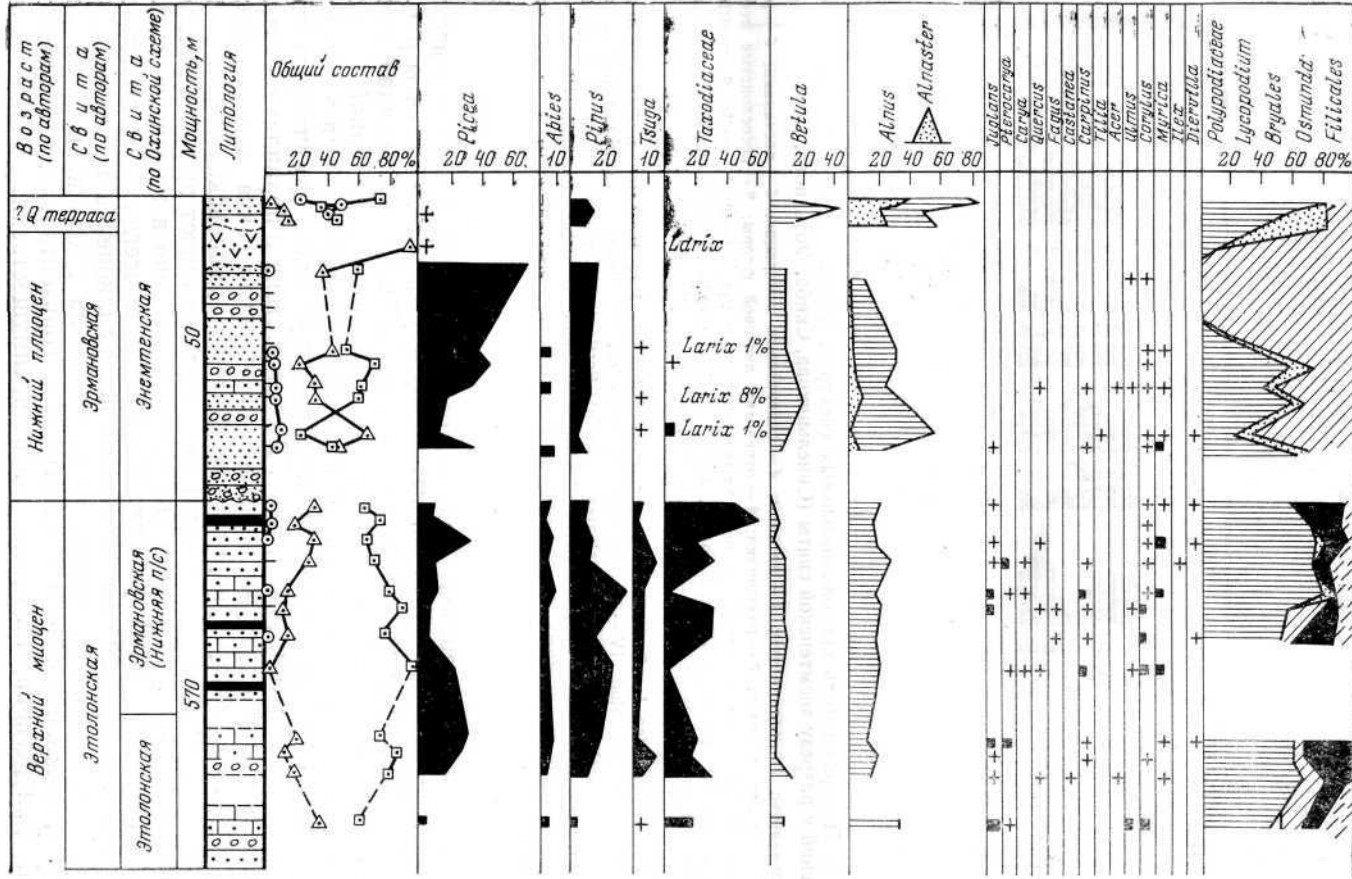 Возраст
(по авторам)
Свита
(по авторам)
Свита
(по Охинской схеме)
Мощность, м
Литология
Общий состав
20 40 80%
Picea
20 40 60
Abies
10
Pinus
20
Tsuga
10
Taxodiaceae
20 40 60
Betula
20 40
Alnus
Alnaster
20 40 60 80
Juglans
Pterocarya
Carya
Quercus
Fagus
Castanea
Carpinus
Tilia
Acer
Ulmus
Corylus
Myrica
Ilex
Diervilla
Polypodiaceae
Lycopodium
Bryales
Filicales
20 40 60 80%
? Q терраса
Нижний плиоцен
Эрмановская
Энемтенская
50
Larix
Larix 1%
Larix 8%
Larix 1%
Верхний миоцен
Этолонская
Эрмановская
(нижняя п/с)
570
Этолонская